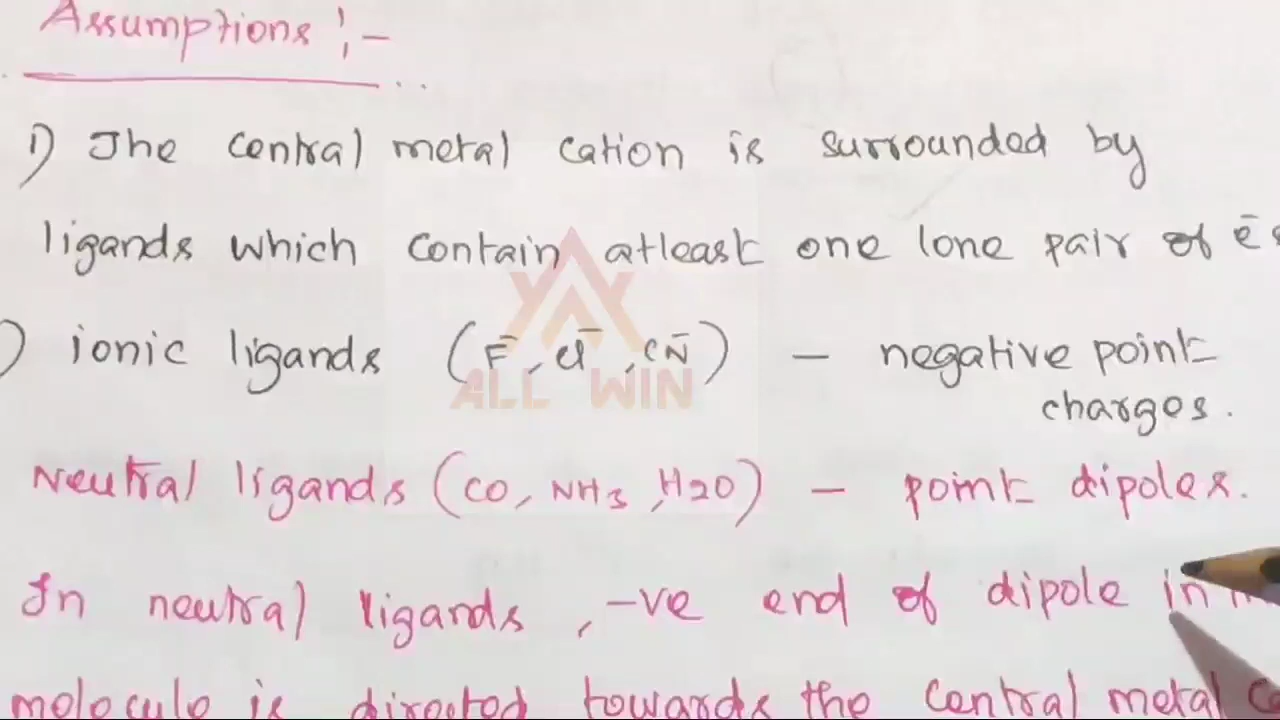 Assumptions :-
1) The central metal cation is surrounded by
ligands which contain atleast one lone pair of ē s
) ionic ligands (F⁻, Cl⁻, CN⁻) - negative point
charges.
Neutral ligands (CO, NH3, H2O) - point dipoles.
In neutral ligands, -ve end of dipole in
molecule is directed towards the central metal
ALL WIN